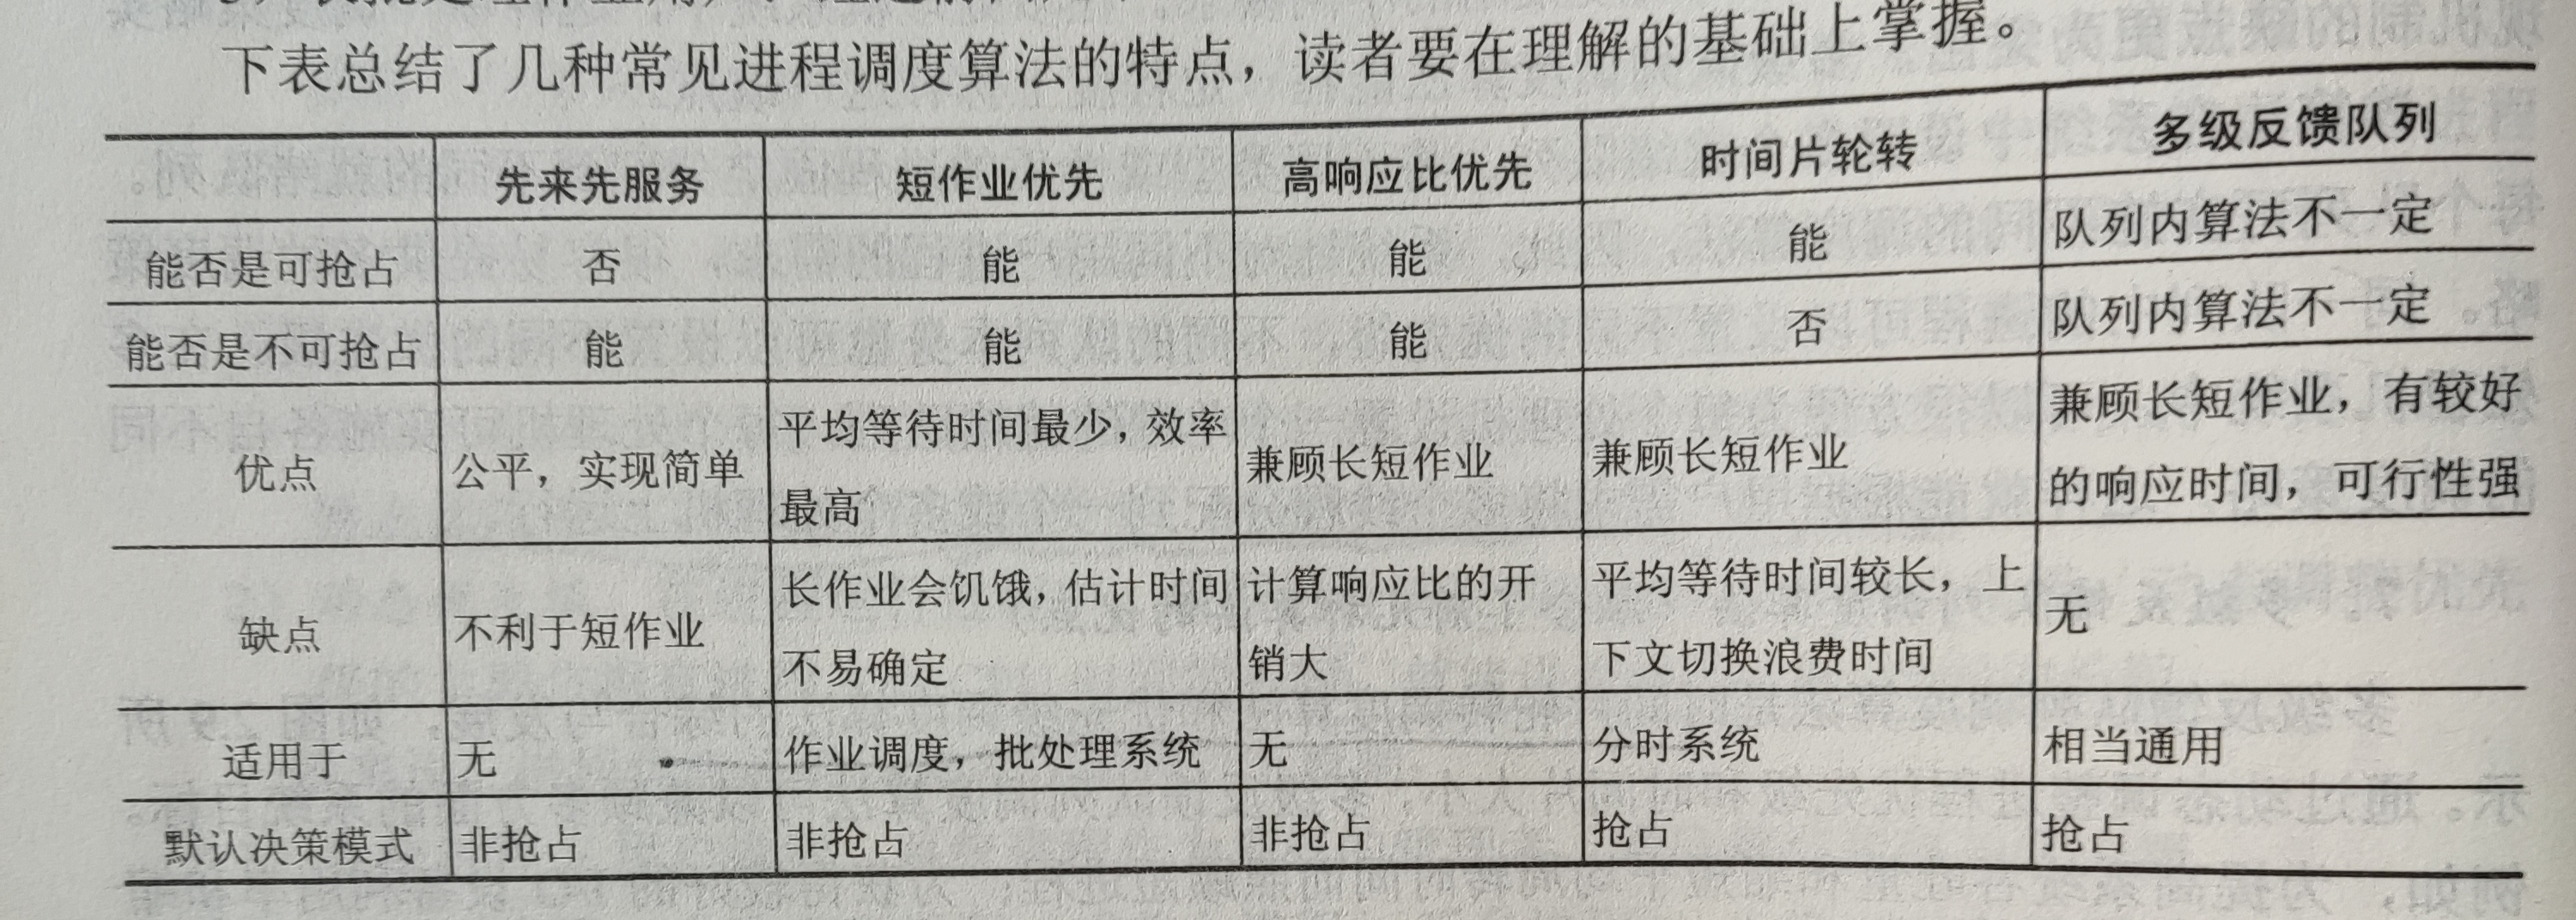 下表总结了几种常见进程调度算法的特点，读者要在理解的基础上掌握。
先来先服务 短作业优先 高响应比优先 时间片轮转 多级反馈队列
能否是可抢占 否 能 能 能 队列内算法不一定
能否是不可抢占 能 能 能 否 队列内算法不一定
优点 公平，实现简单 平均等待时间最少，效率最高 兼顾长短作业 兼顾长短作业 兼顾长短作业，有较好的响应时间，可行性强
缺点 不利于短作业 长作业会饥饿，估计时间不易确定 计算响应比的开销大 平均等待时间较长，上下文切换浪费时间 无
适用于 无 作业调度，批处理系统 无 分时系统 相当通用
默认决策模式 非抢占 非抢占 非抢占 抢占 抢占